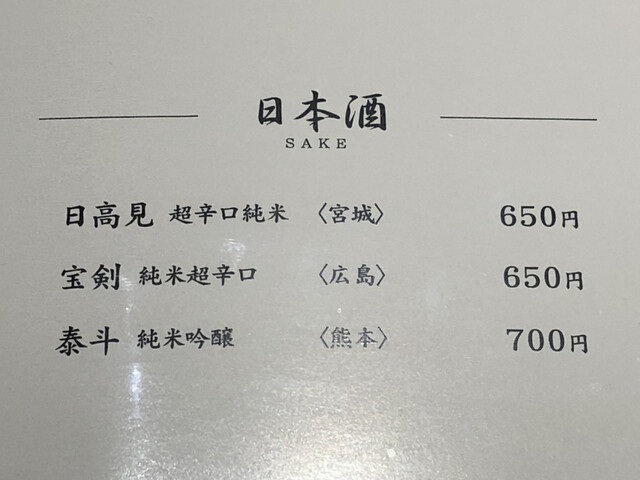 日本酒
SAKE
日高見 超辛口純米 〈宮城〉 650円
宝剣 純米超辛口 〈広島〉 650円
泰斗 純米吟醸 〈熊本〉 700円